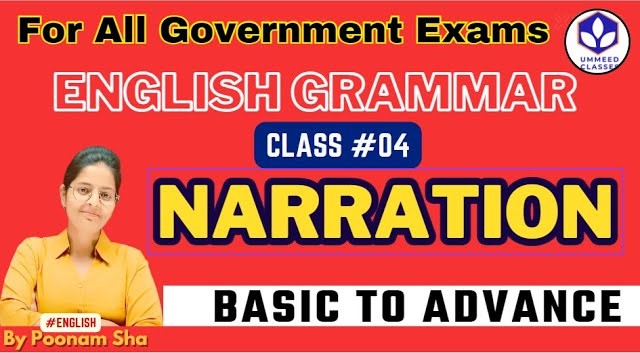 For All Government Exams
UMMEED
CLASSES
ENGLISH GRAMMAR
CLASS #04
NARRATION
BASIC TO ADVANCE
#ENGLISH
By Poonam Sha